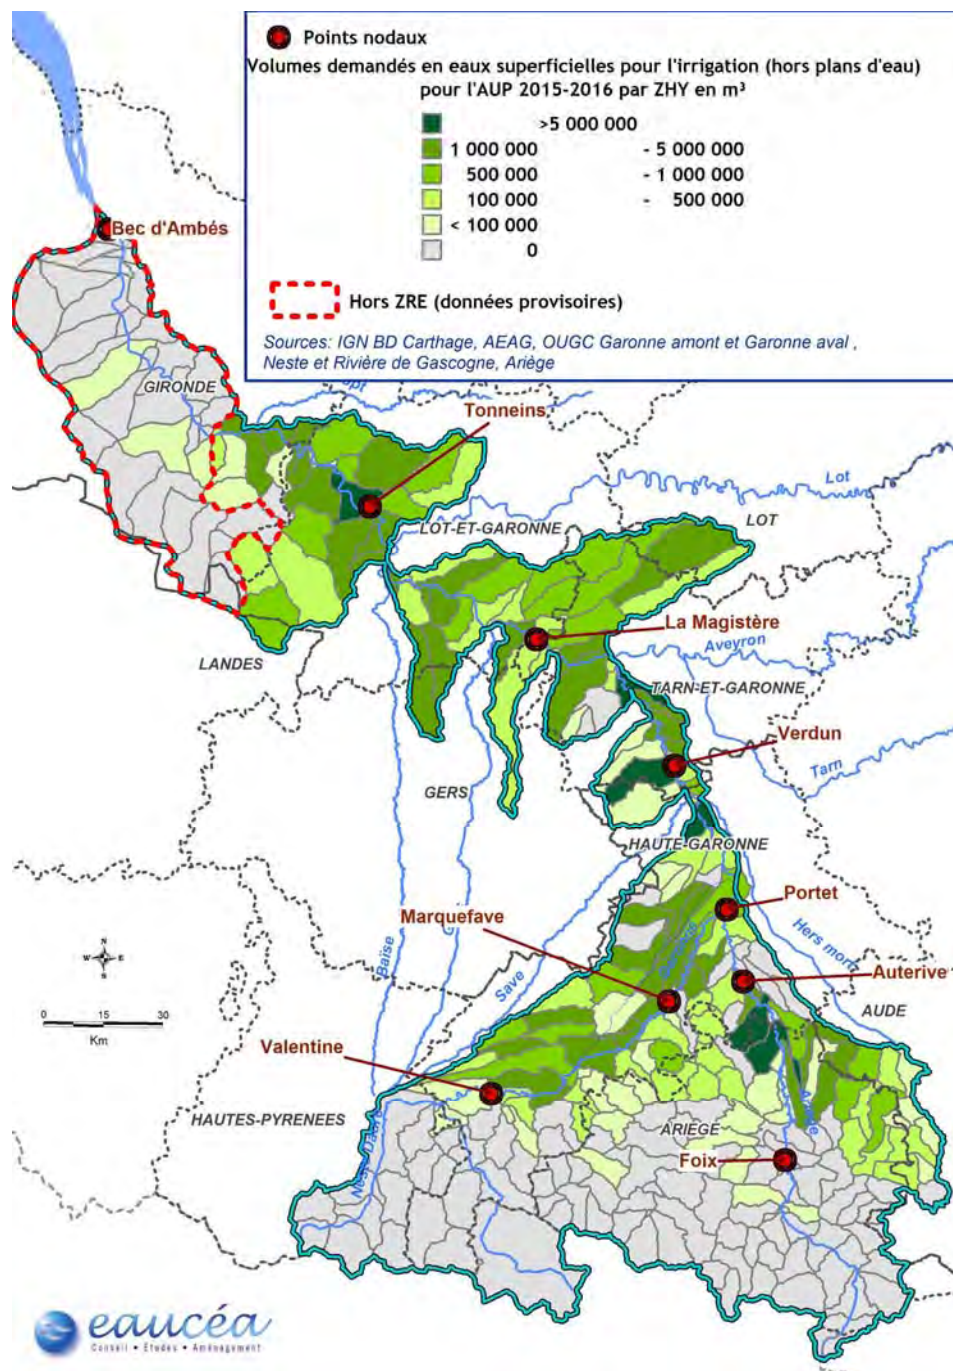 Points nodaux
Volumes demandés en eaux superficielles pour l'irrigation (hors plans d'eau)
pour l'AUP 2015-2016 par ZHY en m³
>5 000 000
1 000 000 - 5 000 000
500 000 - 1 000 000
100 000 - 500 000
< 100 000
0
Hors ZRE (données provisoires)
Sources: IGN BD Carthage, AEAG, OUGC Garonne amont et Garonne aval ,
Neste et Rivière de Gascogne, Ariège
Bec d'Ambés
GIRONDE
Tonneins
Lot
LOT-ET-GARONNE
LOT
La Magistère
Aveyron
LANDES
TARN-ET-GARONNE
Verdun
Tarn
GERS
HAUTE-GARONNE
Portet
Marquefave
Hers mort
Baïse
Save
Auterive
AUDE
W E
N
S
0 15 30
Km
Valentine
HAUTES-PYRENEES
ARIEGE
Foix
eaucéa
Conseil • Etudes • Aménagement